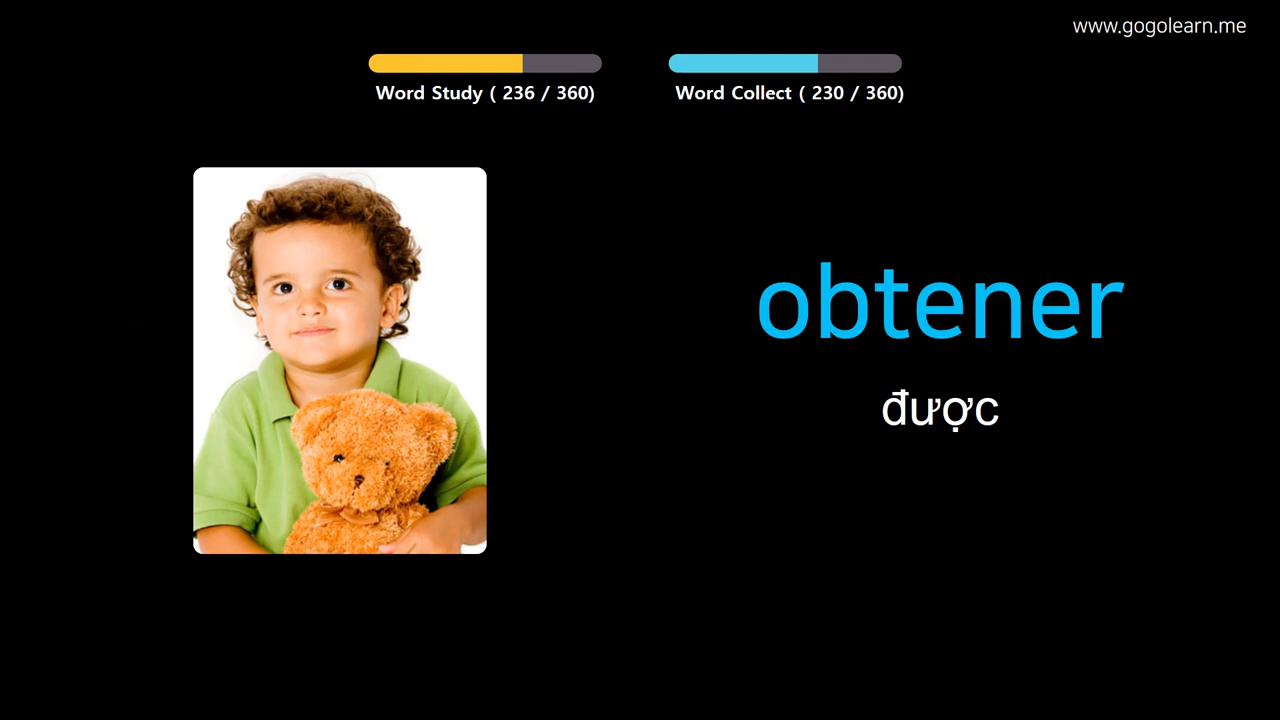 www.gogolearn.me
Word Study ( 236 / 360)
Word Collect ( 230 / 360)
obtener
được